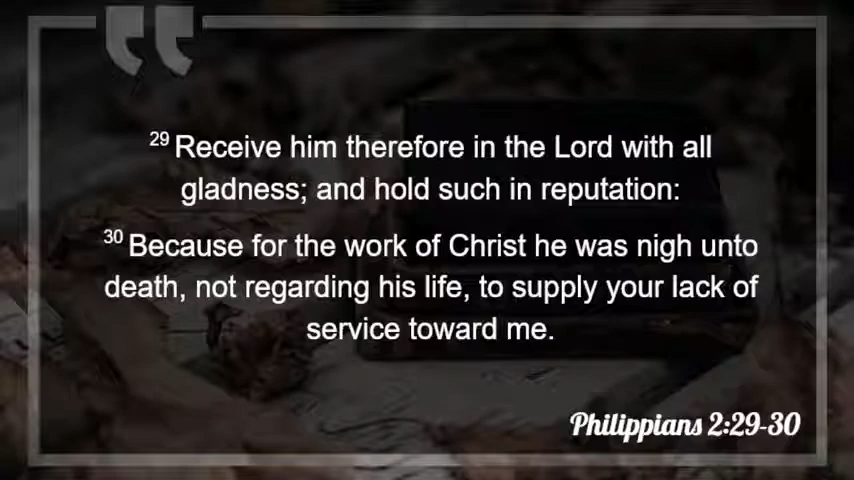 29 Receive him therefore in the Lord with all
gladness; and hold such in reputation:
30 Because for the work of Christ he was nigh unto
death, not regarding his life, to supply your lack of
service toward me.
Philippians 2:29-30